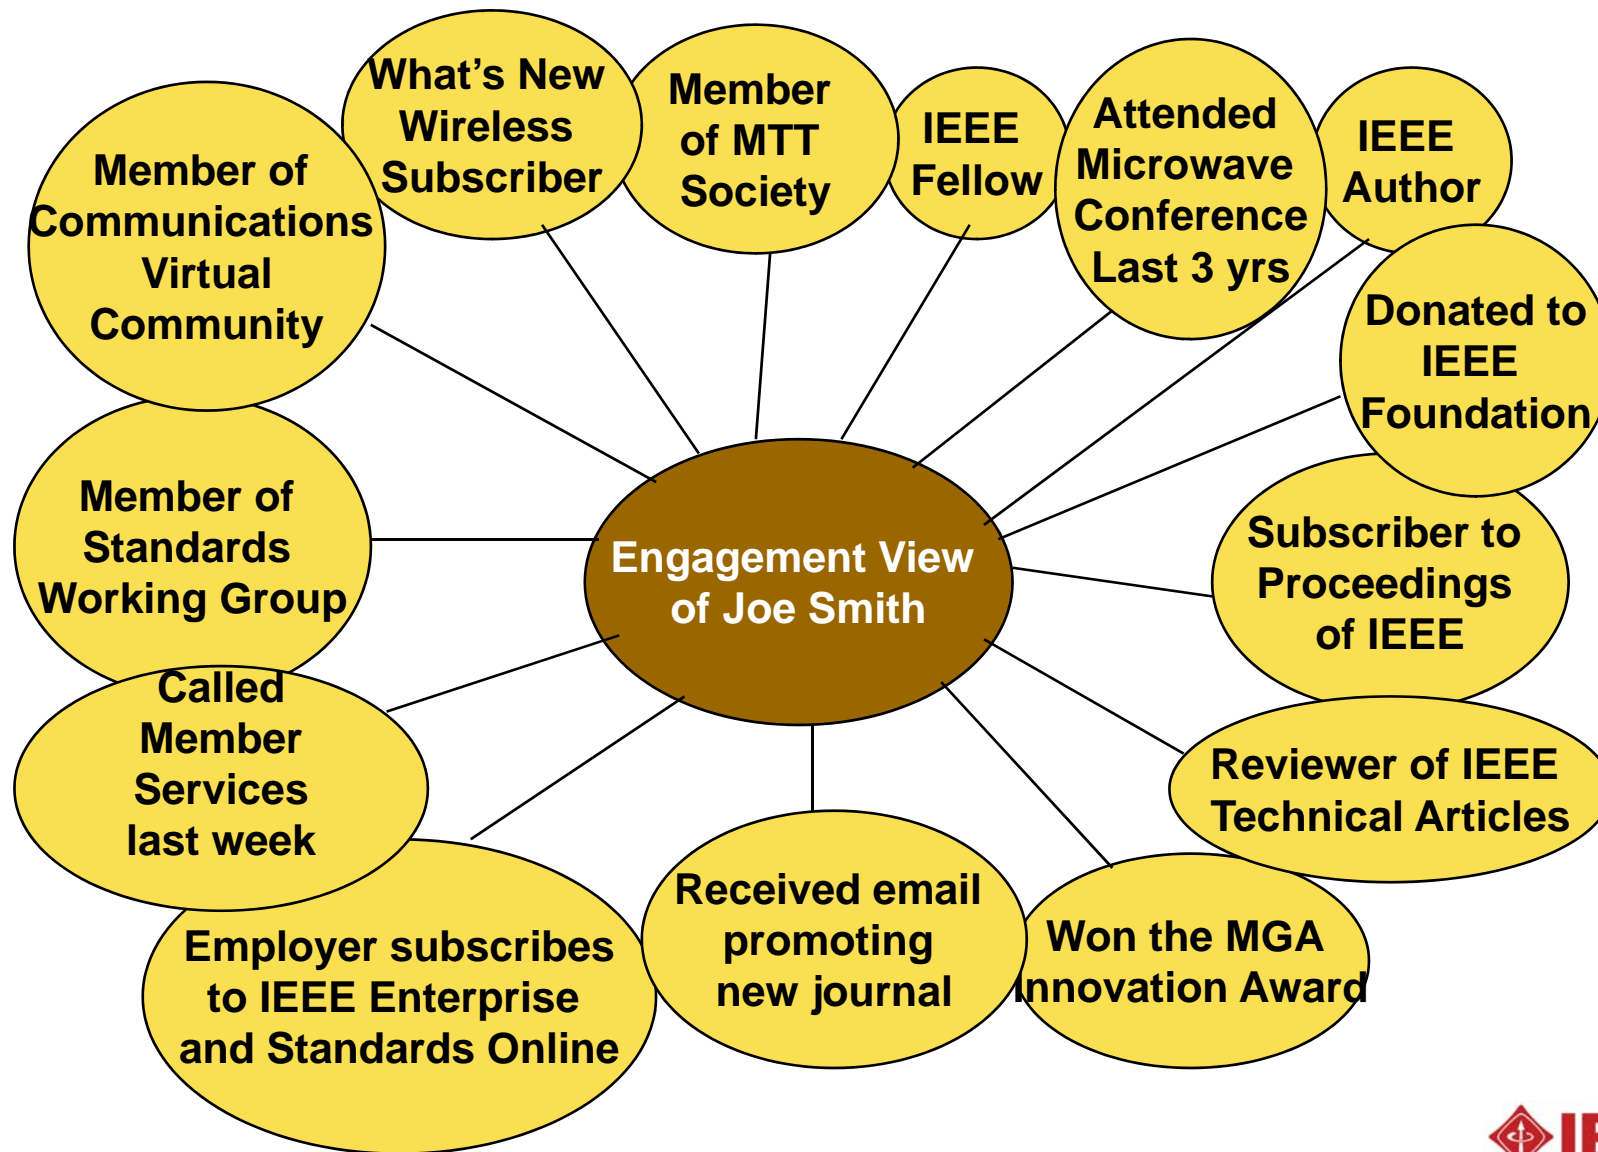 What's New
Wireless
Subscriber
Member
of MTT
Society
IEEE
Fellow
Attended
Microwave
Conference
Last 3 yrs
IEEE
Author
Member of
Communications
Virtual
Community
Donated to
IEEE
Foundation
Member of
Standards
Working Group
Engagement View
of Joe Smith
Subscriber to
Proceedings
of IEEE
Called
Member
Services
last week
Reviewer of IEEE
Technical Articles
Employer subscribes
to IEEE Enterprise
and Standards Online
Received email
promoting
new journal
Won the MGA
Innovation Award